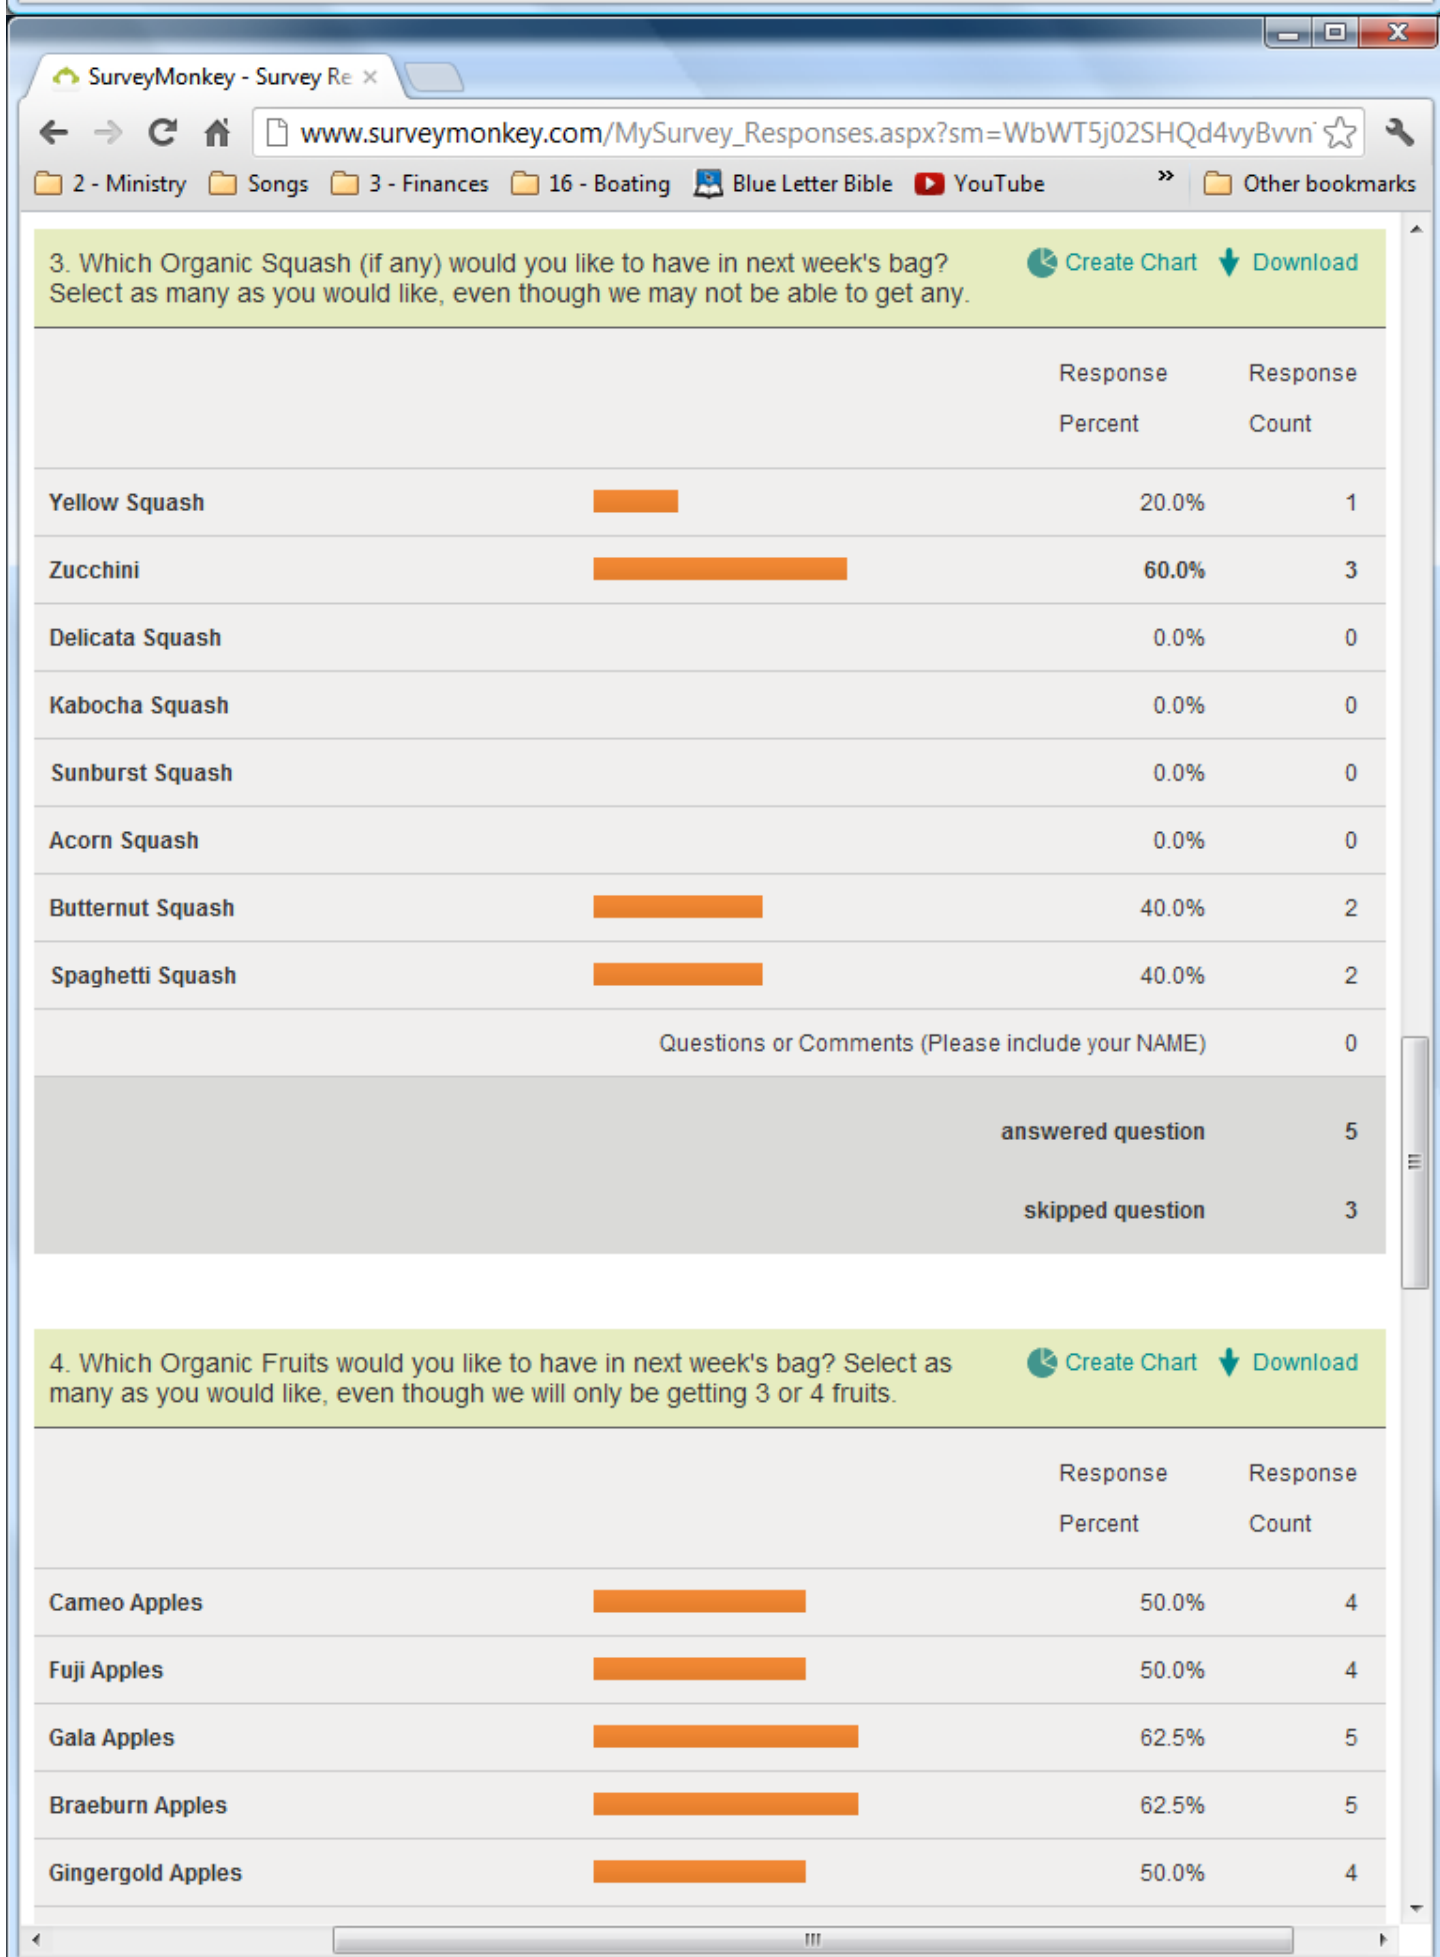 SurveyMonkey - Survey Re
www.surveymonkey.com/MySurvey_Responses.aspx?sm=WbWT5j02SHQd4vyBvvn
2 - Ministry Songs 3 - Finances 16 - Boating Blue Letter Bible YouTube » Other bookmarks
3. Which Organic Squash (if any) would you like to have in next week's bag? Create Chart Download
Select as many as you would like, even though we may not be able to get any.
Response Response
Percent Count
Yellow Squash 20.0% 1
Zucchini 60.0% 3
Delicata Squash 0.0% 0
Kabocha Squash 0.0% 0
Sunburst Squash 0.0% 0
Acorn Squash 0.0% 0
Butternut Squash 40.0% 2
Spaghetti Squash 40.0% 2
Questions or Comments (Please include your NAME) 0
answered question 5
skipped question 3
4. Which Organic Fruits would you like to have in next week's bag? Select as Create Chart Download
many as you would like, even though we will only be getting 3 or 4 fruits.
Response Response
Percent Count
Cameo Apples 50.0% 4
Fuji Apples 50.0% 4
Gala Apples 62.5% 5
Braeburn Apples 62.5% 5
Gingergold Apples 50.0% 4